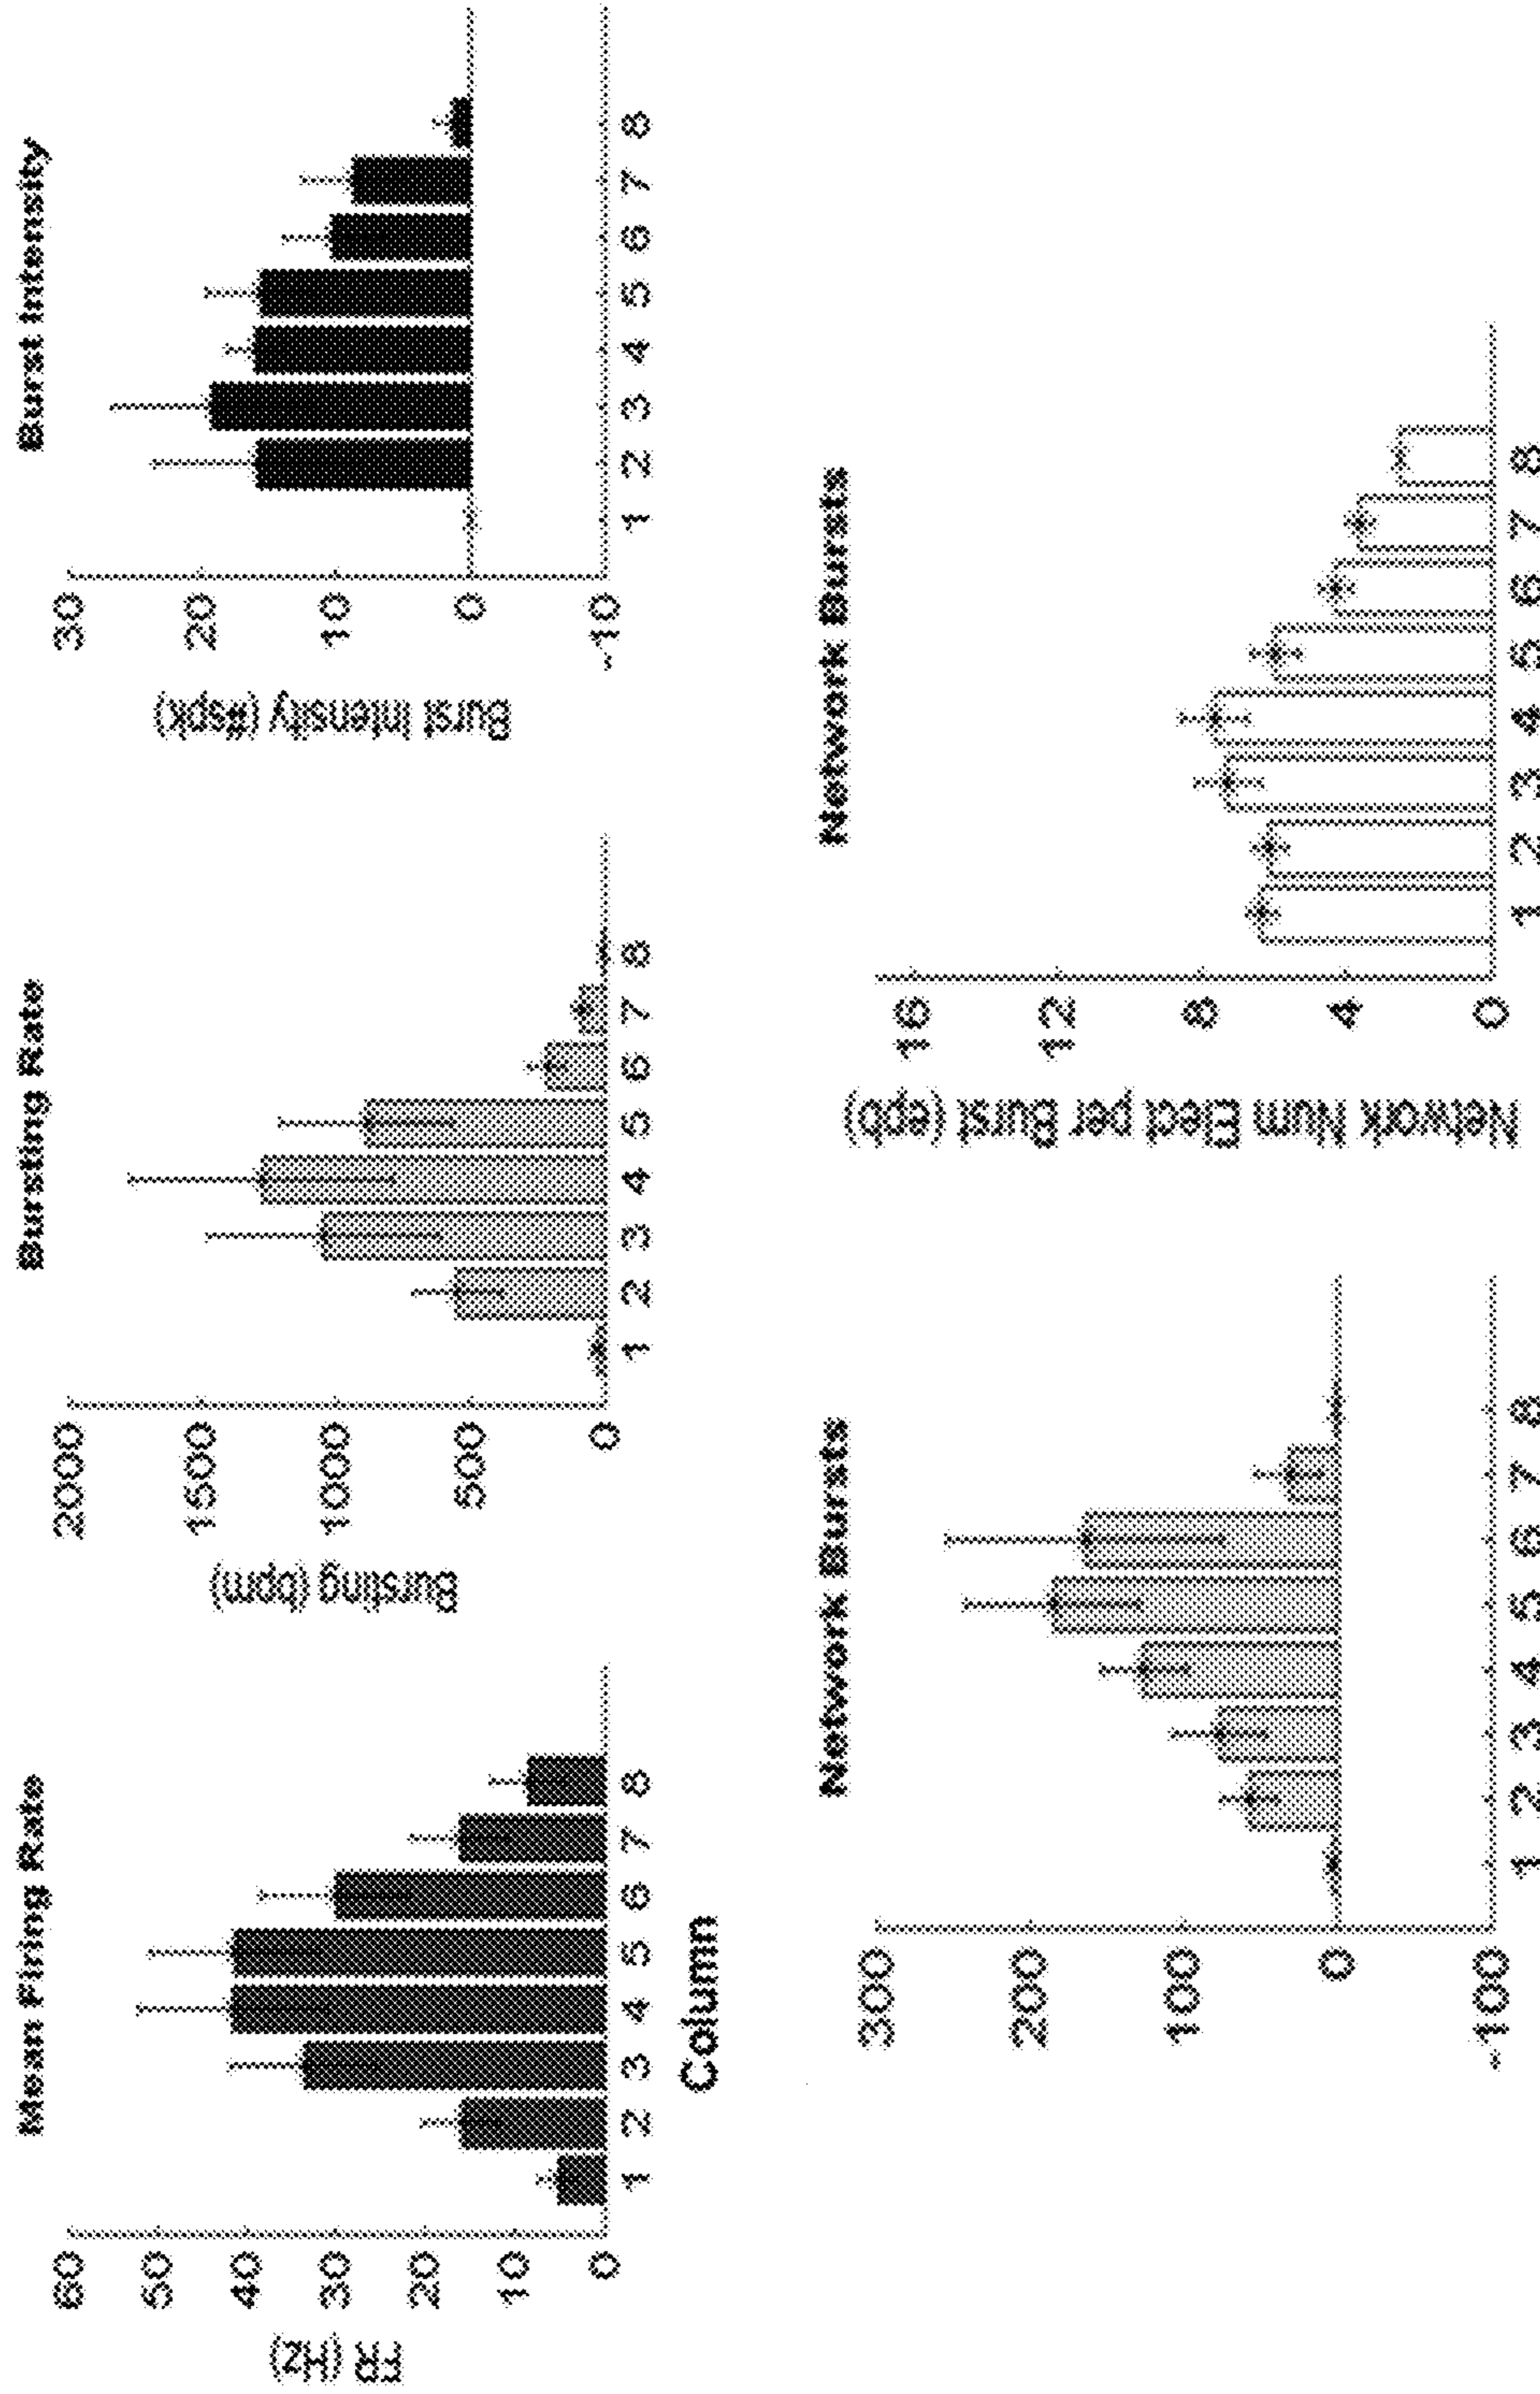 Mean Firing Rate
FR (Hz)
60
50
40
30
20
10
0
1 2 3 4 5 6 7 8
Column
Bursting Rate
Bursting (bpm)
2000
1500
1000
500
0
1 2 3 4 5 6 7 8
Burst Intensity
Burst Intensity (#spk)
30
20
10
0
-10
1 2 3 4 5 6 7 8
Network Bursts
300
200
100
0
-100
1 2 3 4 5 6 7 8
Network Bursts
Network Num Elect per Burst (epb)
16
12
8
4
0
1 2 3 4 5 6 7 8